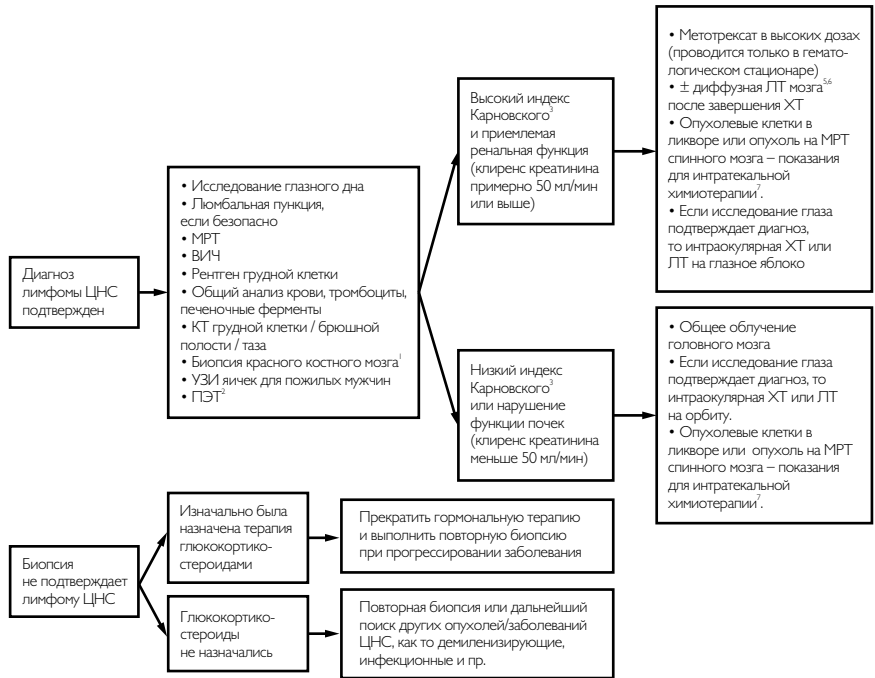 Диагноз
лимфомы ЦНС
подтвержден
• Исследование глазного дна
• Люмбальная пункция,
если безопасно
• МРТ
• ВИЧ
• Рентген грудной клетки
• Общий анализ крови, тромбоциты,
печеночные ферменты
• КТ грудной клетки / брюшной
полости / таза
• Биопсия красного костного мозга¹
• УЗИ яичек для пожилых мужчин
• ПЭТ²
Высокий индекс
Карновского³
и приемлемая
ренальная функция
(клиренс креатинина
примерно 50 мл/мин
или выше)
• Метотрексат в высоких дозах
(проводится только в гемато-
логическом стационаре)
• ± диффузная ЛТ мозга⁵,⁶
после завершения ХТ
• Опухолевые клетки в
ликворе или опухоль на МРТ
спинного мозга – показания
для интратекальной
химиотерапии⁷.
• Если исследование глаза
подтверждает диагноз,
то интраокулярная ХТ или
ЛТ на глазное яблоко
Низкий индекс
Карновского³
или нарушение
функции почек
(клиренс креатинина
меньше 50 мл/мин)
• Общее облучение
головного мозга
• Если исследование глаза
подтверждает диагноз, то
интраокулярная ХТ или ЛТ
на орбиту.
• Опухолевые клетки в
ликворе или опухоль на МРТ
спинного мозга – показания
для интратекальной
химиотерапии⁷.
Биопсия
не подтверждает
лимфому ЦНС
Изначально была
назначена терапия
глюкокортико-
стероидами
Прекратить гормональную терапию
и выполнить повторную биопсию
при прогрессировании заболевания
Глюкокортико-
стероиды
не назначались
Повторная биопсия или дальнейший
поиск других опухолей/заболеваний
ЦНС, как то демиленизирующие,
инфекционные и пр.